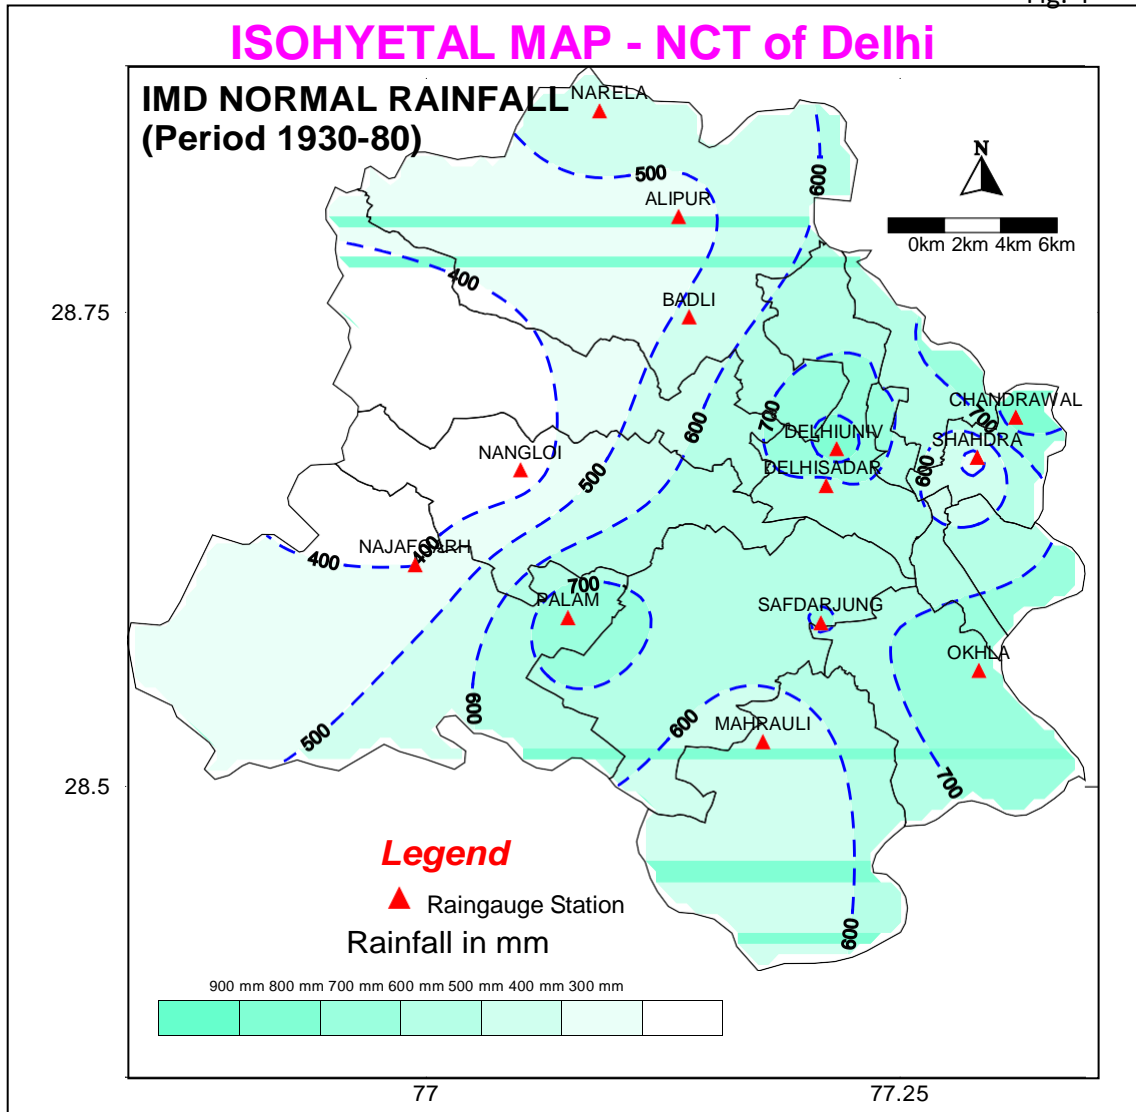 ISOHYETAL MAP - NCT of Delhi
IMD NORMAL RAINFALL
(Period 1930-80)
NARELA
N
500
600
ALIPUR
0km 2km 4km 6km
400
BADLI
28.75
CHANDRAWAL
700
700
600
DELHIUNIV
SHAHDRA
NANGLOI
DELHISADAR
500
600
NAJAFGARH
400
400
700
PALAM
SAFDARJUNG
OKHLA
600
600
MAHRAULI
500
28.5
700
Legend
Raingauge Station
600
Rainfall in mm
900 mm 800 mm 700 mm 600 mm 500 mm 400 mm 300 mm
77
77.25